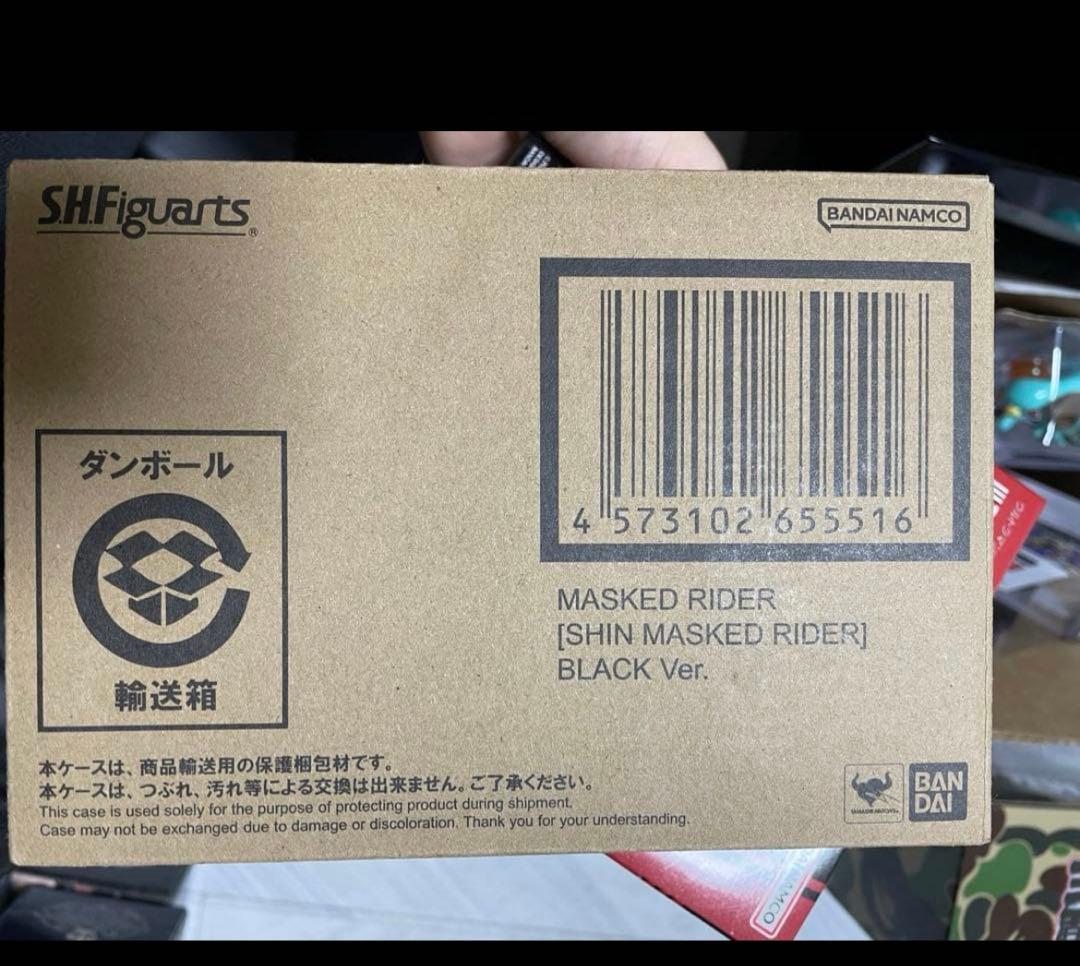 S.H.Figuarts®
BANDAI NAMCO
4 573102 655516
MASKED RIDER
[SHIN MASKED RIDER]
BLACK Ver.
ダンボール
輸送箱
本ケースは、商品輸送用の保護梱包材です。
本ケースは、つぶれ、汚れ等による交換は出来ません。ご了承ください。
This case is used solely for the purpose of protecting product during shipment.
Case may not be exchanged due to damage or discoloration. Thank you for your understanding.
BAN
DAI